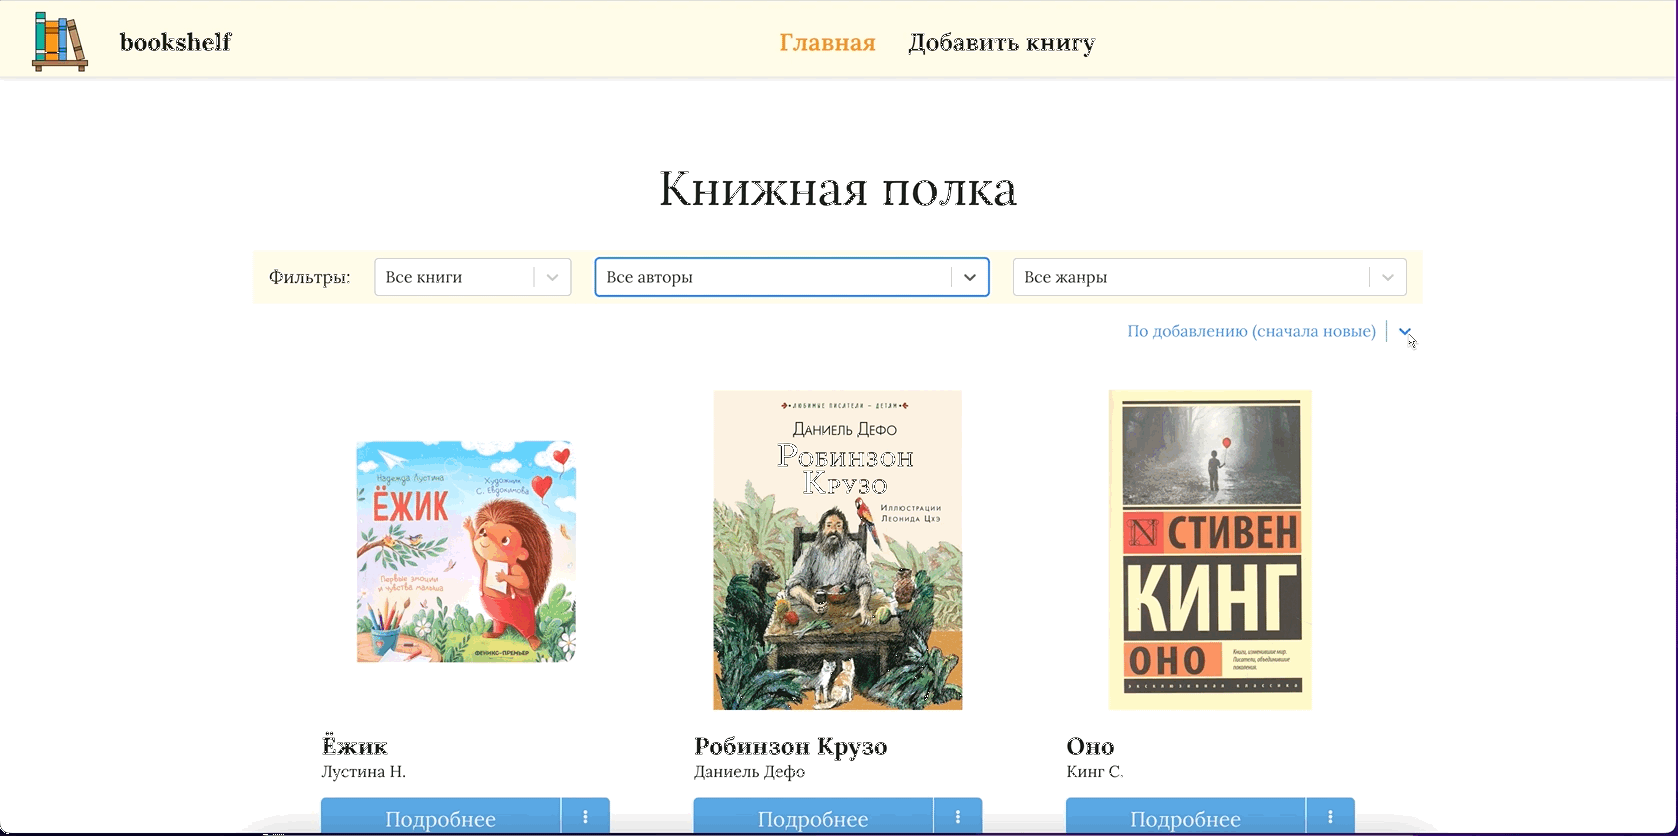 bookshelf
Главная Добавить книгу
Книжная полка
Фильтры: Все книги Все авторы Все жанры
По добавлению (сначала новые)
Надежда Лустина
Художник
С. Евдокимова
ЁЖИК
Первые эмоции
и чувства малыша
ФЕНИКС-ПРЕМЬЕР
ЛЮБИМЫЕ ПИСАТЕЛИ – ДЕТЯМ
ДАНИЕЛЬ ДЕФО
РОБИНЗОН
КРУЗО
ИЛЛЮСТРАЦИИ
ЛЕОНИДА ЦХЭ
N СТИВЕН
КИНГ
ОНО
Книги, изменившие мир.
Писатели, объединившие
поколения.
ЭКСКЛЮЗИВНАЯ КЛАССИКА
Ёжик
Лустина Н.
Подробнее
Робинзон Крузо
Даниель Дефо
Подробнее
Оно
Кинг С.
Подробнее